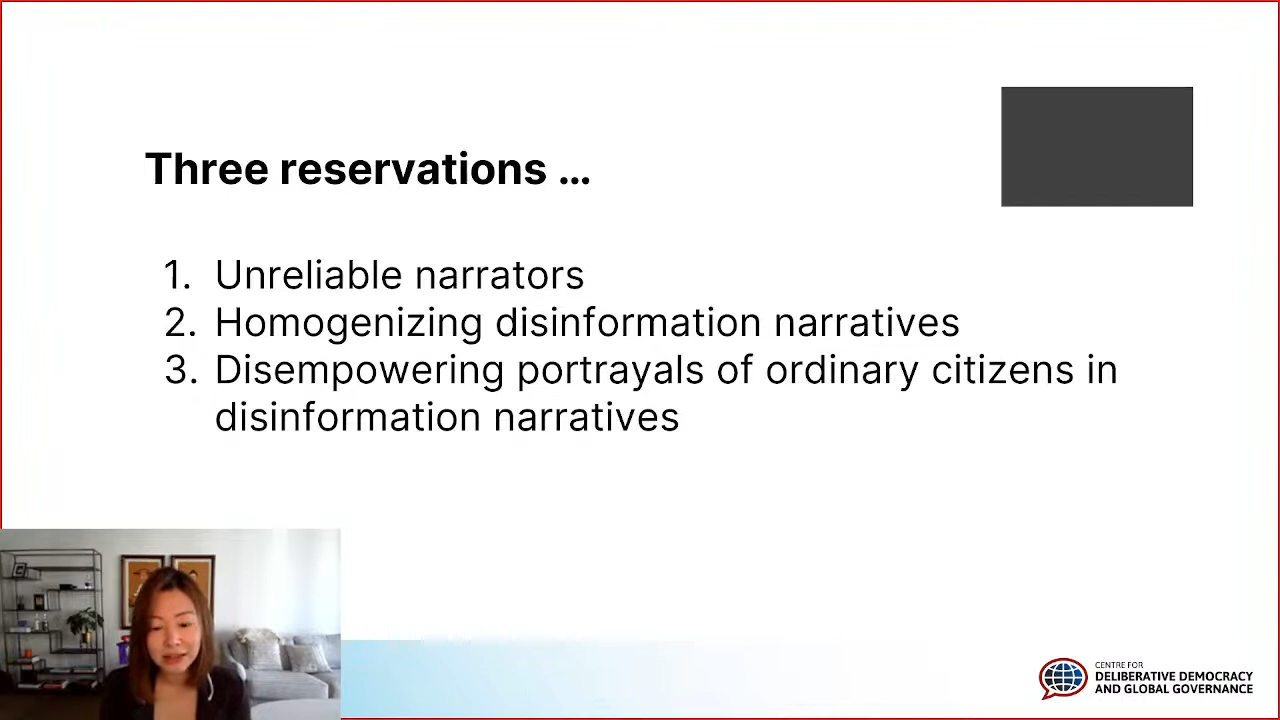 Three reservations ...
1. Unreliable narrators
2. Homogenizing disinformation narratives
3. Disempowering portrayals of ordinary citizens in
disinformation narratives
CENTRE FOR
DELIBERATIVE DEMOCRACY
AND GLOBAL GOVERNANCE